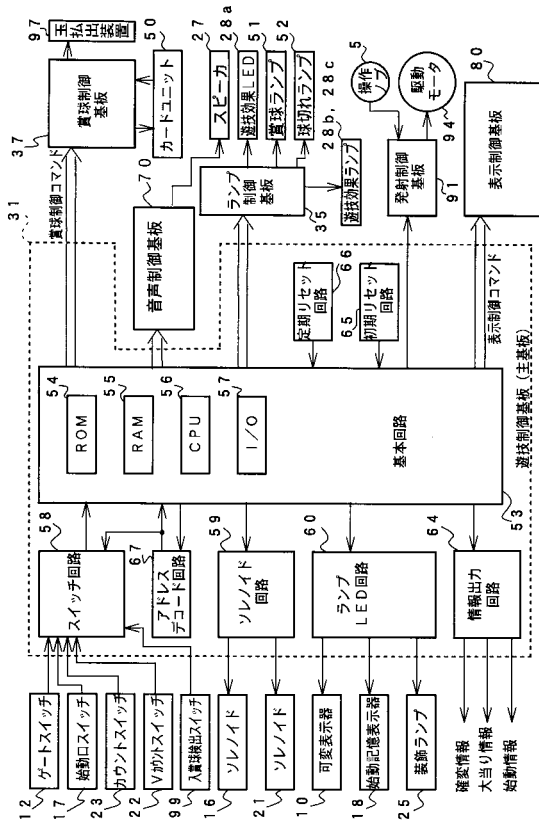 97
玉払出装置
37
賞球制御
基板
50
カードユニット
賞球制御コマンド
31
70
音声制御基板
27
スピーカ
28a
遊技効果LED
51
賞球ランプ
52
球切れランプ
ランプ
制御
基板
35
28b, 28c
遊技効果ランプ
5
操作
ノブ
駆動
モータ
94
発射制御
基板
91
80
表示制御基板
表示制御コマンド
定期リセット
回路
66
初期リセット
回路
65
遊技制御基板(主基板)
54
ROM
55
RAM
56
CPU
57
I/O
基本回路
53
58
スイッチ回路
67
アドレス
デコード回路
59
ソレノイド
回路
60
ランプ
LED回路
64
情報出力
回路
12
ゲートスイッチ
17
始動口スイッチ
23
カウントスイッチ
22
Vカウントスイッチ
99
入賞球検出スイッチ
16
ソレノイド
21
ソレノイド
10
可変表示器
18
始動記憶表示器
25
装飾ランプ
確変情報
大当り情報
始動情報